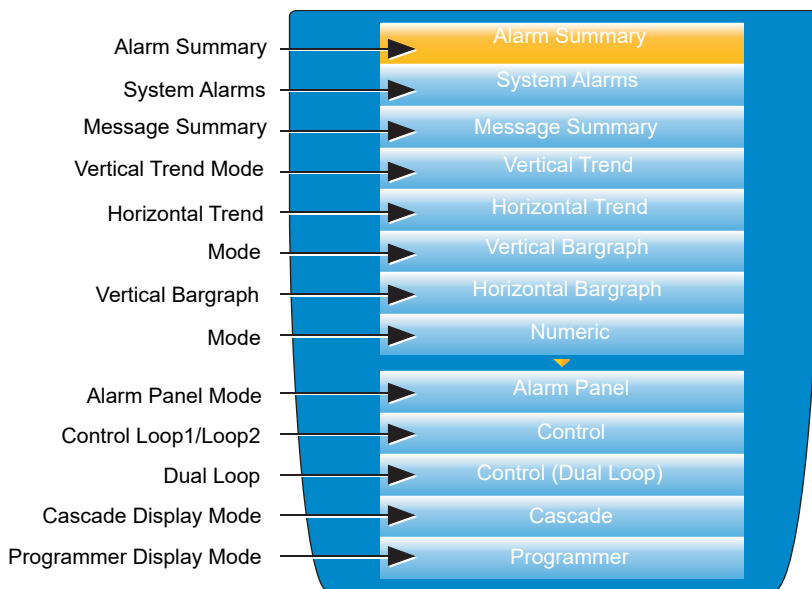 Alarm Summary
Alarm Summary
System Alarms
System Alarms
Message Summary
Message Summary
Vertical Trend Mode
Vertical Trend
Horizontal Trend
Horizontal Trend
Mode
Vertical Bargraph
Vertical Bargraph
Horizontal Bargraph
Mode
Numeric
Alarm Panel Mode
Alarm Panel
Control Loop1/Loop2
Control
Dual Loop
Control (Dual Loop)
Cascade Display Mode
Cascade
Programmer Display Mode
Programmer